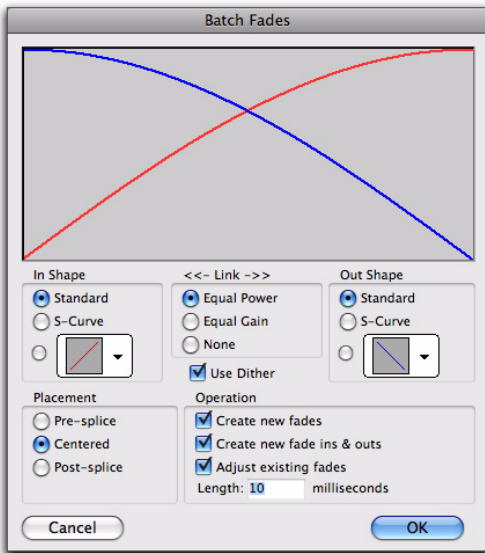 Batch Fades
In Shape
Standard
S-Curve
<<- Link ->>
Equal Power
Equal Gain
None
Use Dither
Out Shape
Standard
S-Curve
Placement
Pre-splice
Centered
Post-splice
Operation
Create new fades
Create new fade ins & outs
Adjust existing fades
Length: 10 milliseconds
Cancel
OK